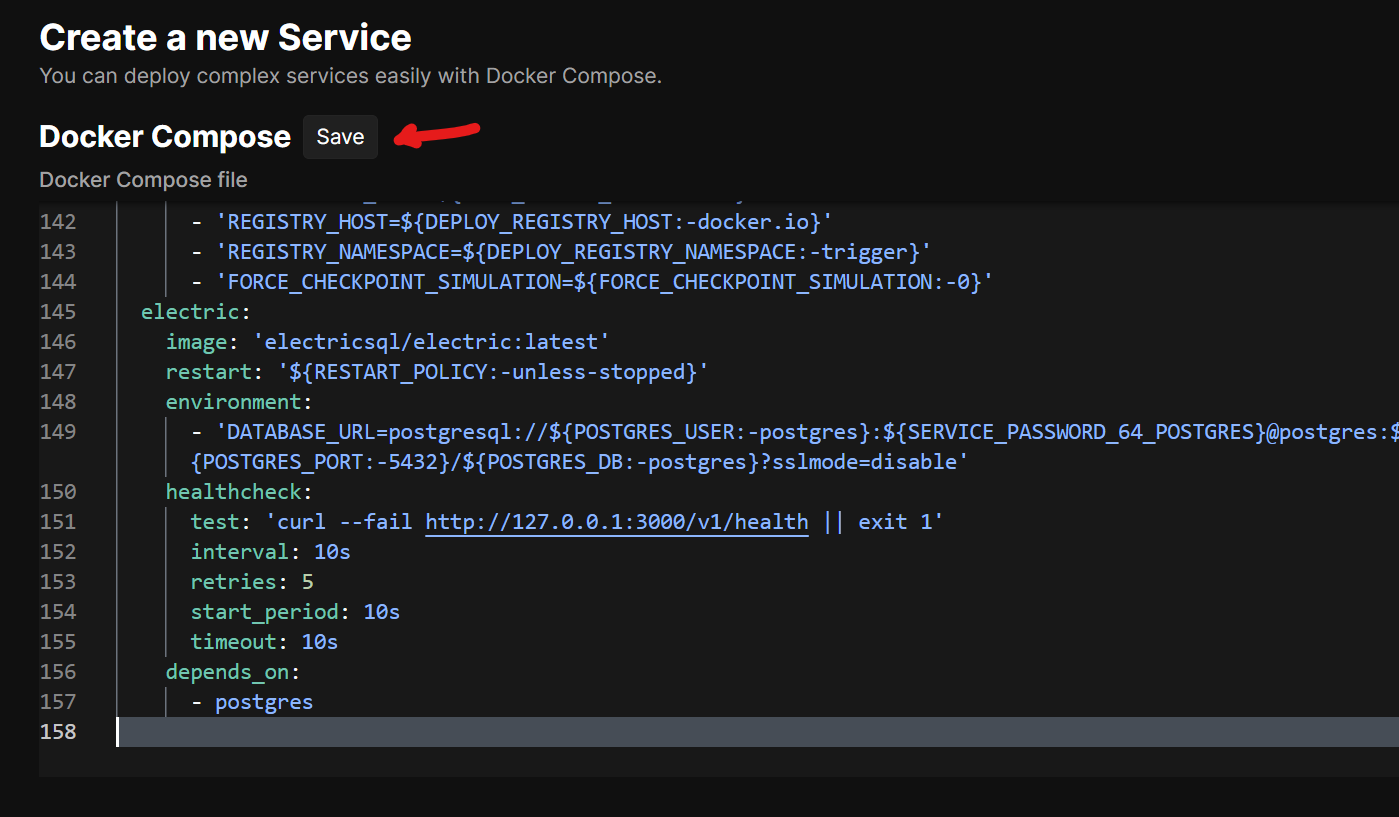 Create a new Service
You can deploy complex services easily with Docker Compose.
Docker Compose Save
Docker Compose file
142 - 'REGISTRY_HOST=${DEPLOY_REGISTRY_HOST:-docker.io}'
143 - 'REGISTRY_NAMESPACE=${DEPLOY_REGISTRY_NAMESPACE:-trigger}'
144 - 'FORCE_CHECKPOINT_SIMULATION=${FORCE_CHECKPOINT_SIMULATION:-0}'
145 electric:
146 image: 'electricsql/electric:latest'
147 restart: '${RESTART_POLICY:-unless-stopped}'
148 environment:
149 - 'DATABASE_URL=postgresql://${POSTGRES_USER:-postgres}:${SERVICE_PASSWORD_64_POSTGRES}@postgres:$
{POSTGRES_PORT:-5432}/${POSTGRES_DB:-postgres}?sslmode=disable'
150 healthcheck:
151 test: 'curl --fail http://127.0.0.1:3000/v1/health || exit 1'
152 interval: 10s
153 retries: 5
154 start_period: 10s
155 timeout: 10s
156 depends_on:
157 - postgres
158